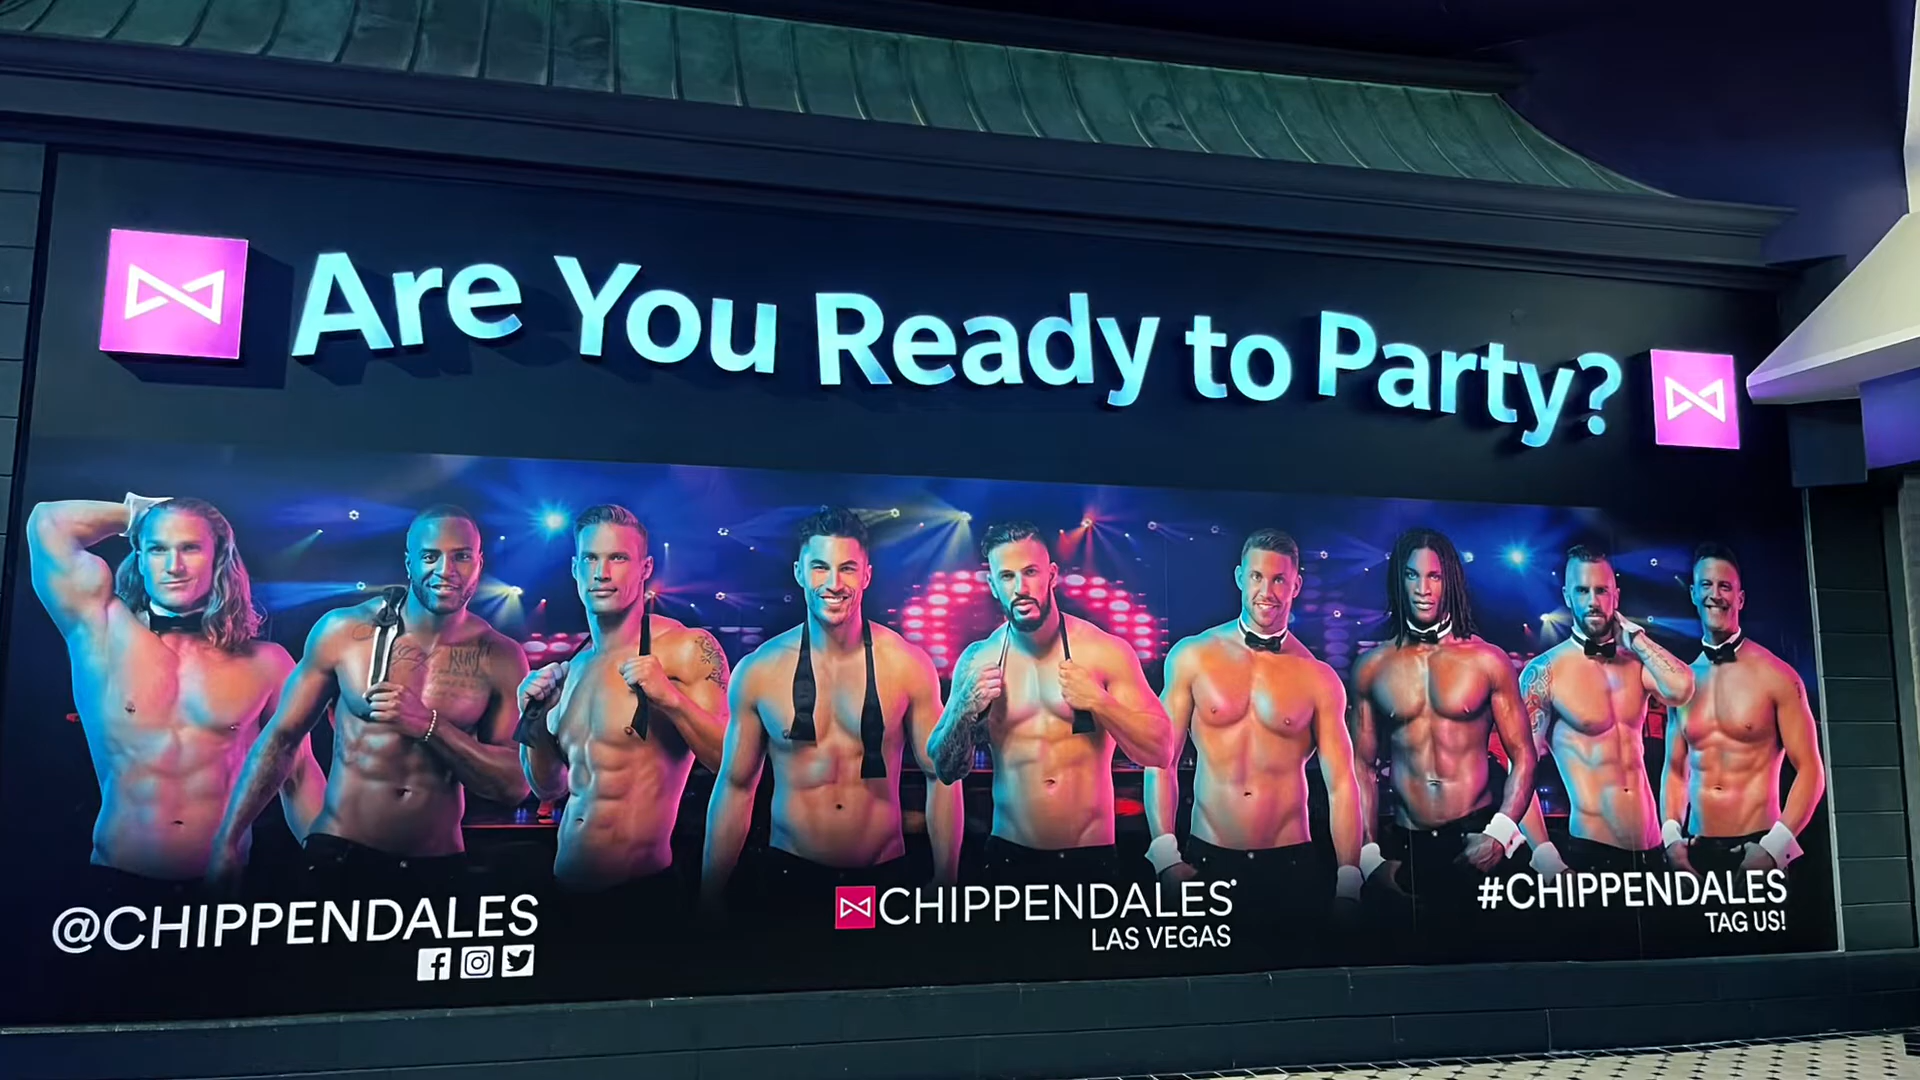 Are You Ready to Party?
@CHIPPENDALES
CHIPPENDALES®
LAS VEGAS
#CHIPPENDALES
TAG US!